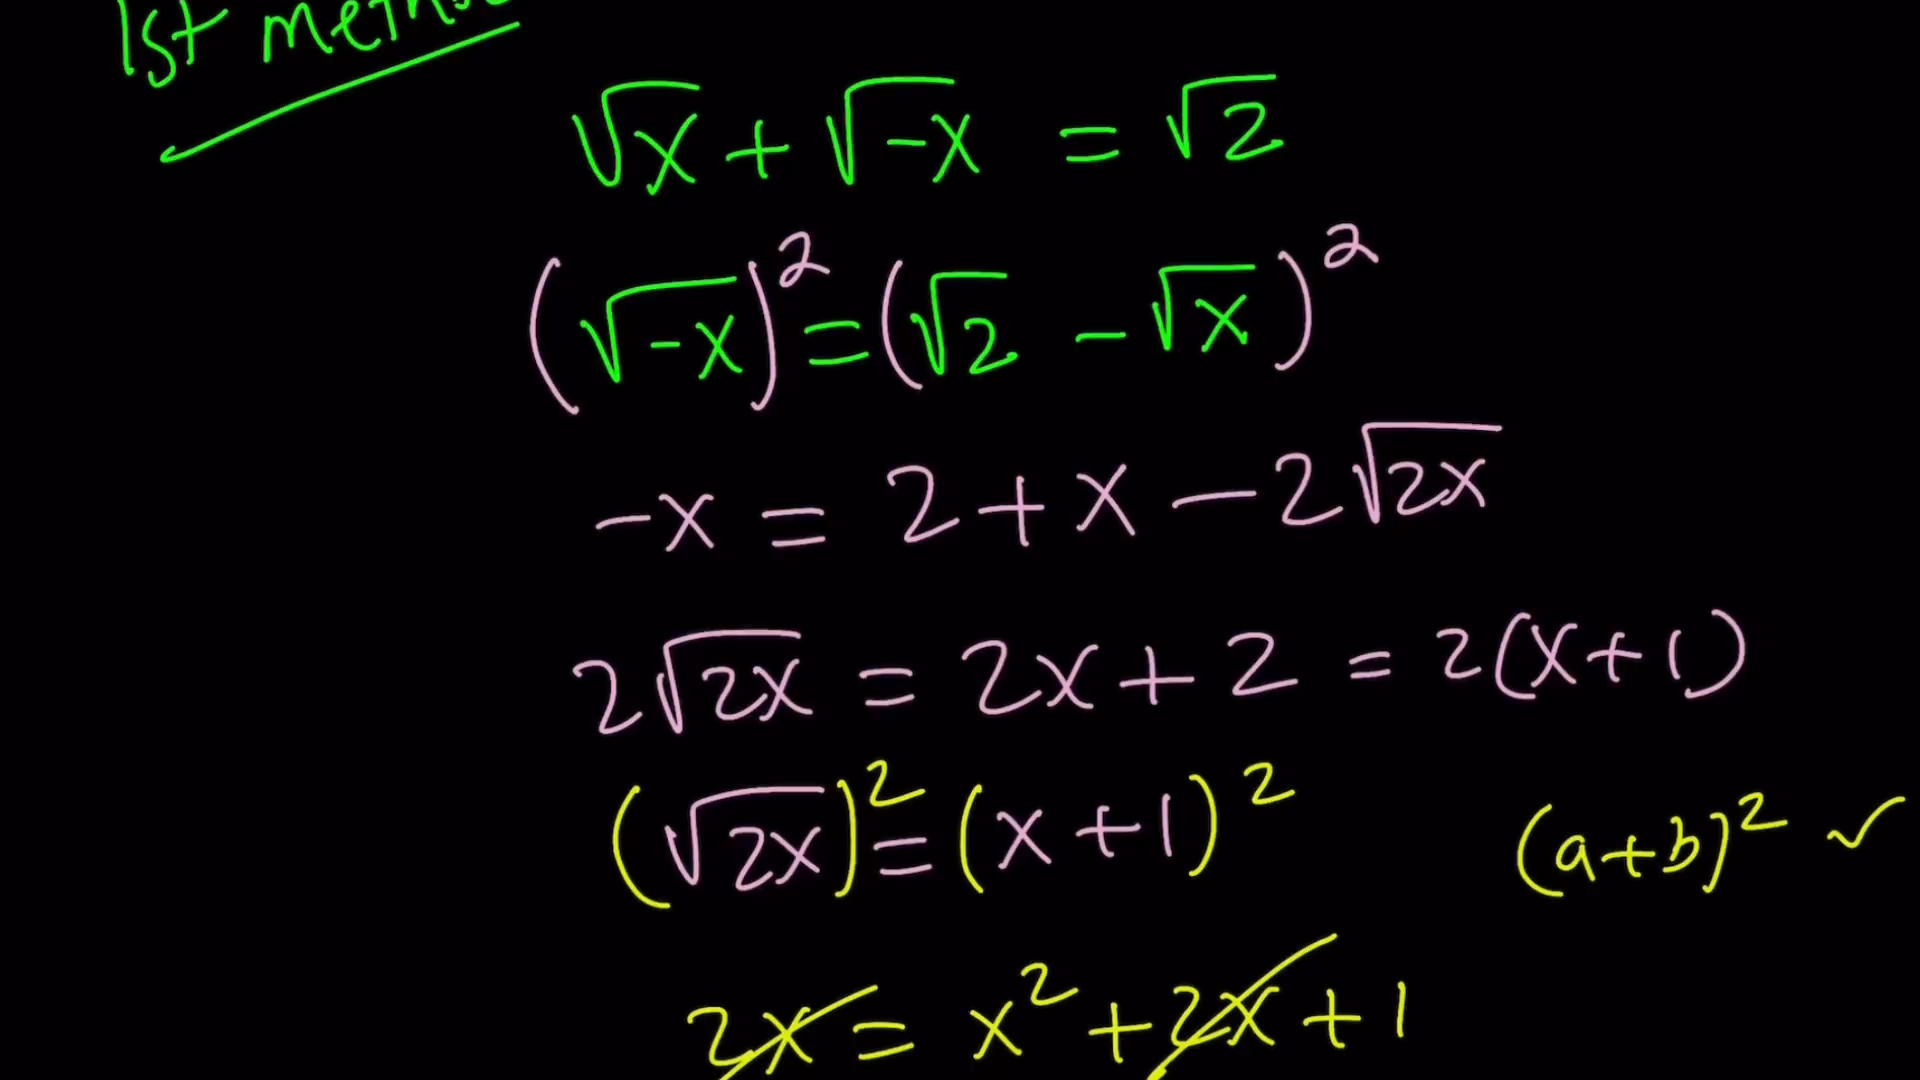 1st method
√x + √-x = √2
(√-x)² = (√2 - √x)²
-x = 2 + x - 2√2x
2√2x = 2x + 2 = 2(x + 1)
(√2x)² = (x + 1)² (a+b)² ✓
2x = x² + 2x + 1